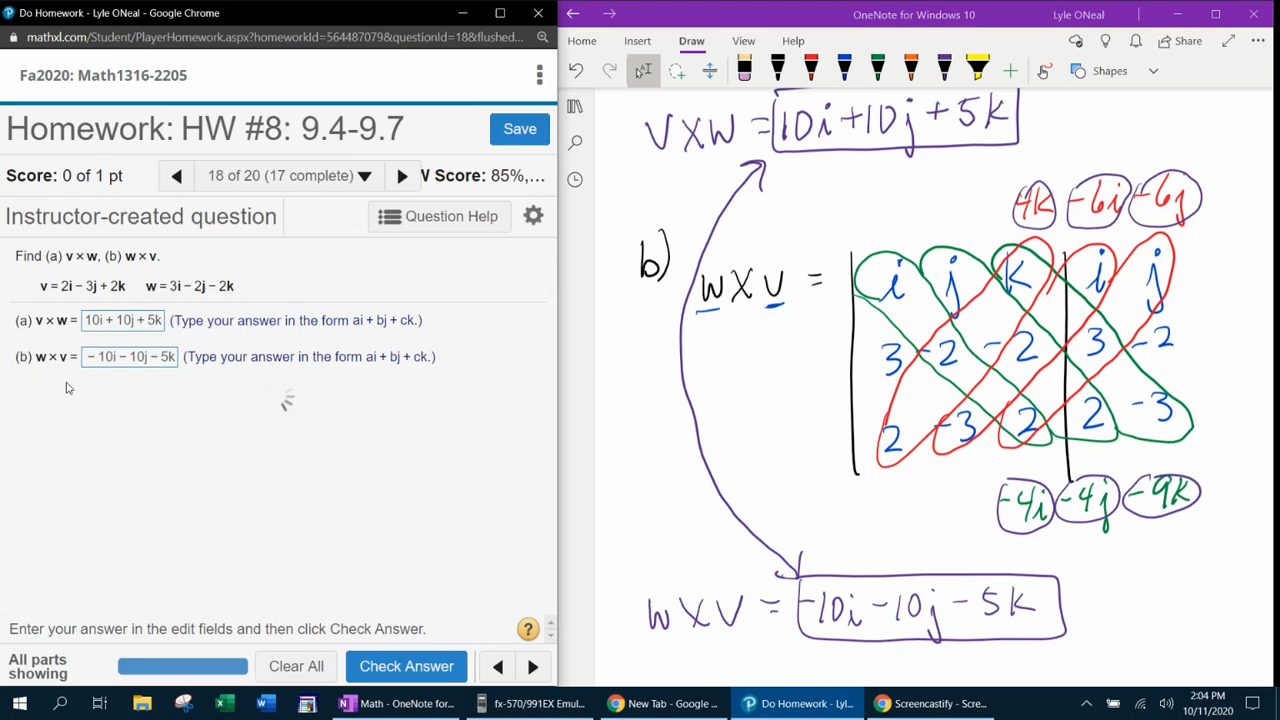 Do Homework - Lyle ONeal - Google Chrome
mathxl.com/Student/PlayerHomework.aspx?homeworkId=564487079&questionId=18&flushed...
Fa2020: Math1316-2205
Homework: HW #8: 9.4-9.7
Save
Score: 0 of 1 pt
18 of 20 (17 complete)
W Score: 85%,...
Instructor-created question
Question Help
Find (a) v × w, (b) w × v.
v = 2i − 3j + 2k w = 3i − 2j − 2k
(a) v × w = 10i + 10j + 5k (Type your answer in the form ai + bj + ck.)
(b) w × v = − 10i − 10j − 5k (Type your answer in the form ai + bj + ck.)
Enter your answer in the edit fields and then click Check Answer.
?
All parts
showing
Clear All
Check Answer
OneNote for Windows 10
Lyle ONeal
Home Insert Draw View Help
Share
Shapes
V X W = 10i + 10j + 5k
4k -6i -6j
b) w X v = i j k i j
3 -2 -2 3 -2
2 -3 2 2 -3
-4i -4j -9k
w X v = -10i - 10j - 5k
Math - OneNote for...
fx-570/991EX Emul...
New Tab - Google ...
Do Homework - Lyl...
Screencastify - Scre...
2:04 PM
10/11/2020